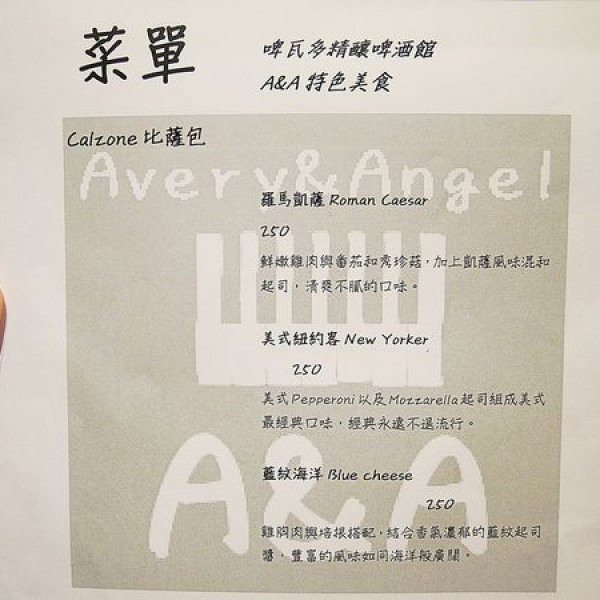 菜單
啤瓦多精釀啤酒館
A&A 特色美食
Calzone 比薩包
Avery&Angel
羅馬凱薩 Roman Caesar
250
鮮嫩雞肉與番茄和秀珍菇，加上凱薩風味混和
起司，清爽不膩的口味。
美式紐約客 New Yorker
250
美式 Pepperoni 以及 Mozzarella 起司組成美式
最經典口味，經典永遠不退流行。
藍紋海洋 Blue cheese
250
雞胸肉與培根搭配，結合香氣濃郁的藍紋起司
醬，豐富的風味如同海洋般廣闊。
A&A